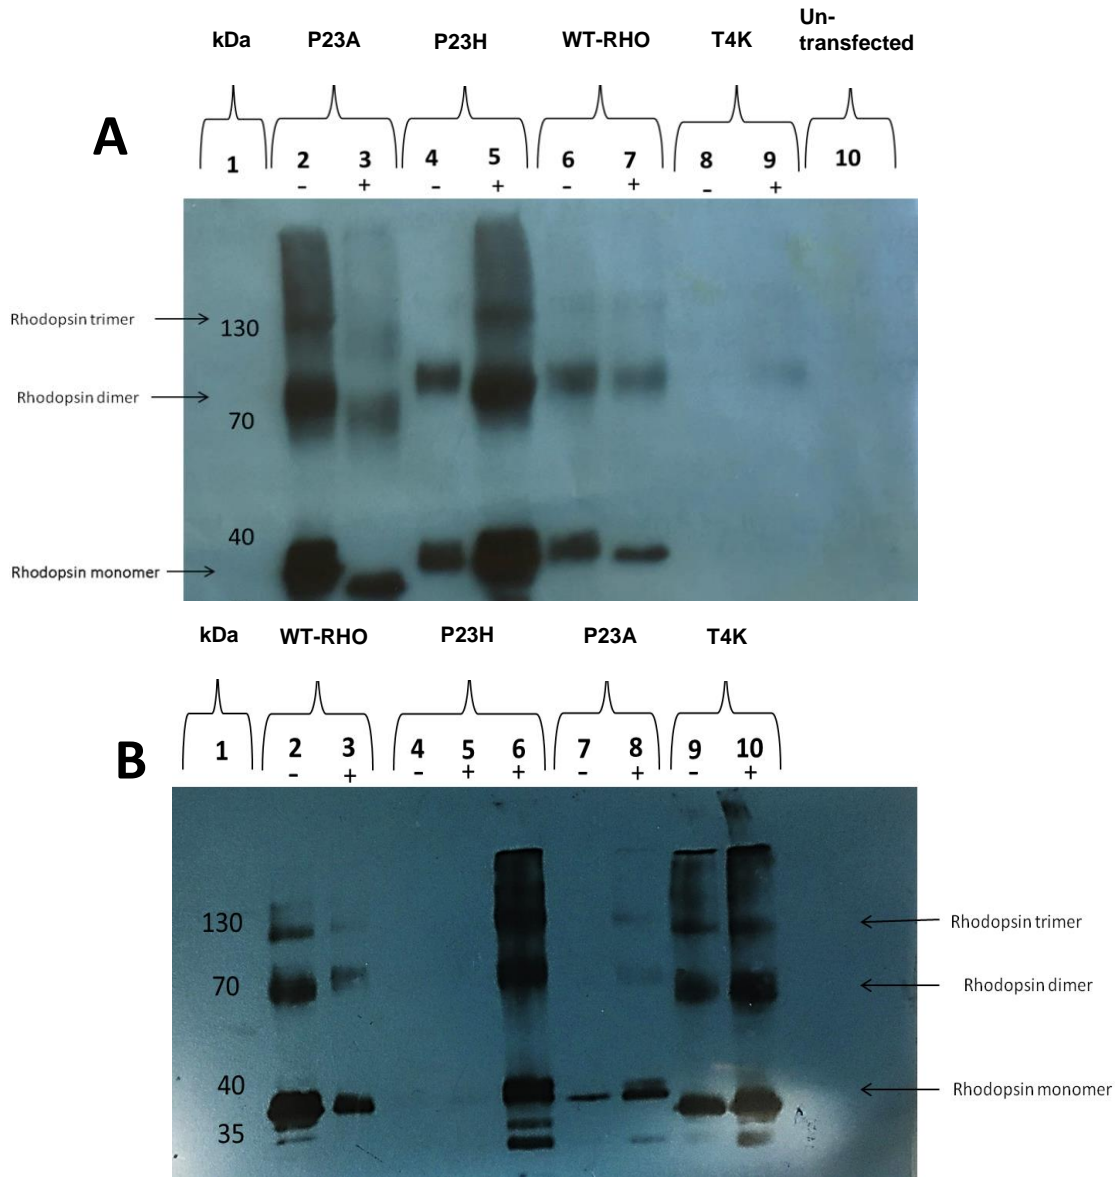 kDa P23A P23H WT-RHO T4K Un-
transfected
A
1 2 3 4 5 6 7 8 9 10
- + - + - + - +
Rhodopsin trimer
130
Rhodopsin dimer
70
40
Rhodopsin monomer
kDa WT-RHO P23H P23A T4K
B
1 2 3 4 5 6 7 8 9 10
- + - + + - + - +
130 Rhodopsin trimer
70 Rhodopsin dimer
40 Rhodopsin monomer
35